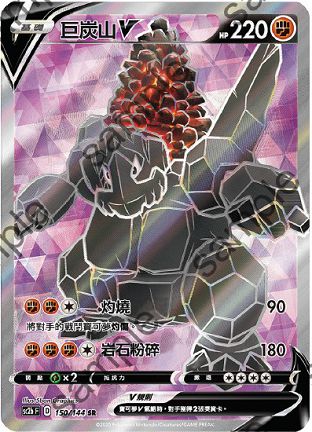 基礎 巨炭山V HP 220
灼燒 90
將對手的戰鬥寶可夢灼傷。
岩石粉碎 180
弱點 ×2 抵抗力
V規則
寶可夢V氣絕時,對手獲得2張獎賞卡。
sc2b F D 150/144 SR
Sample